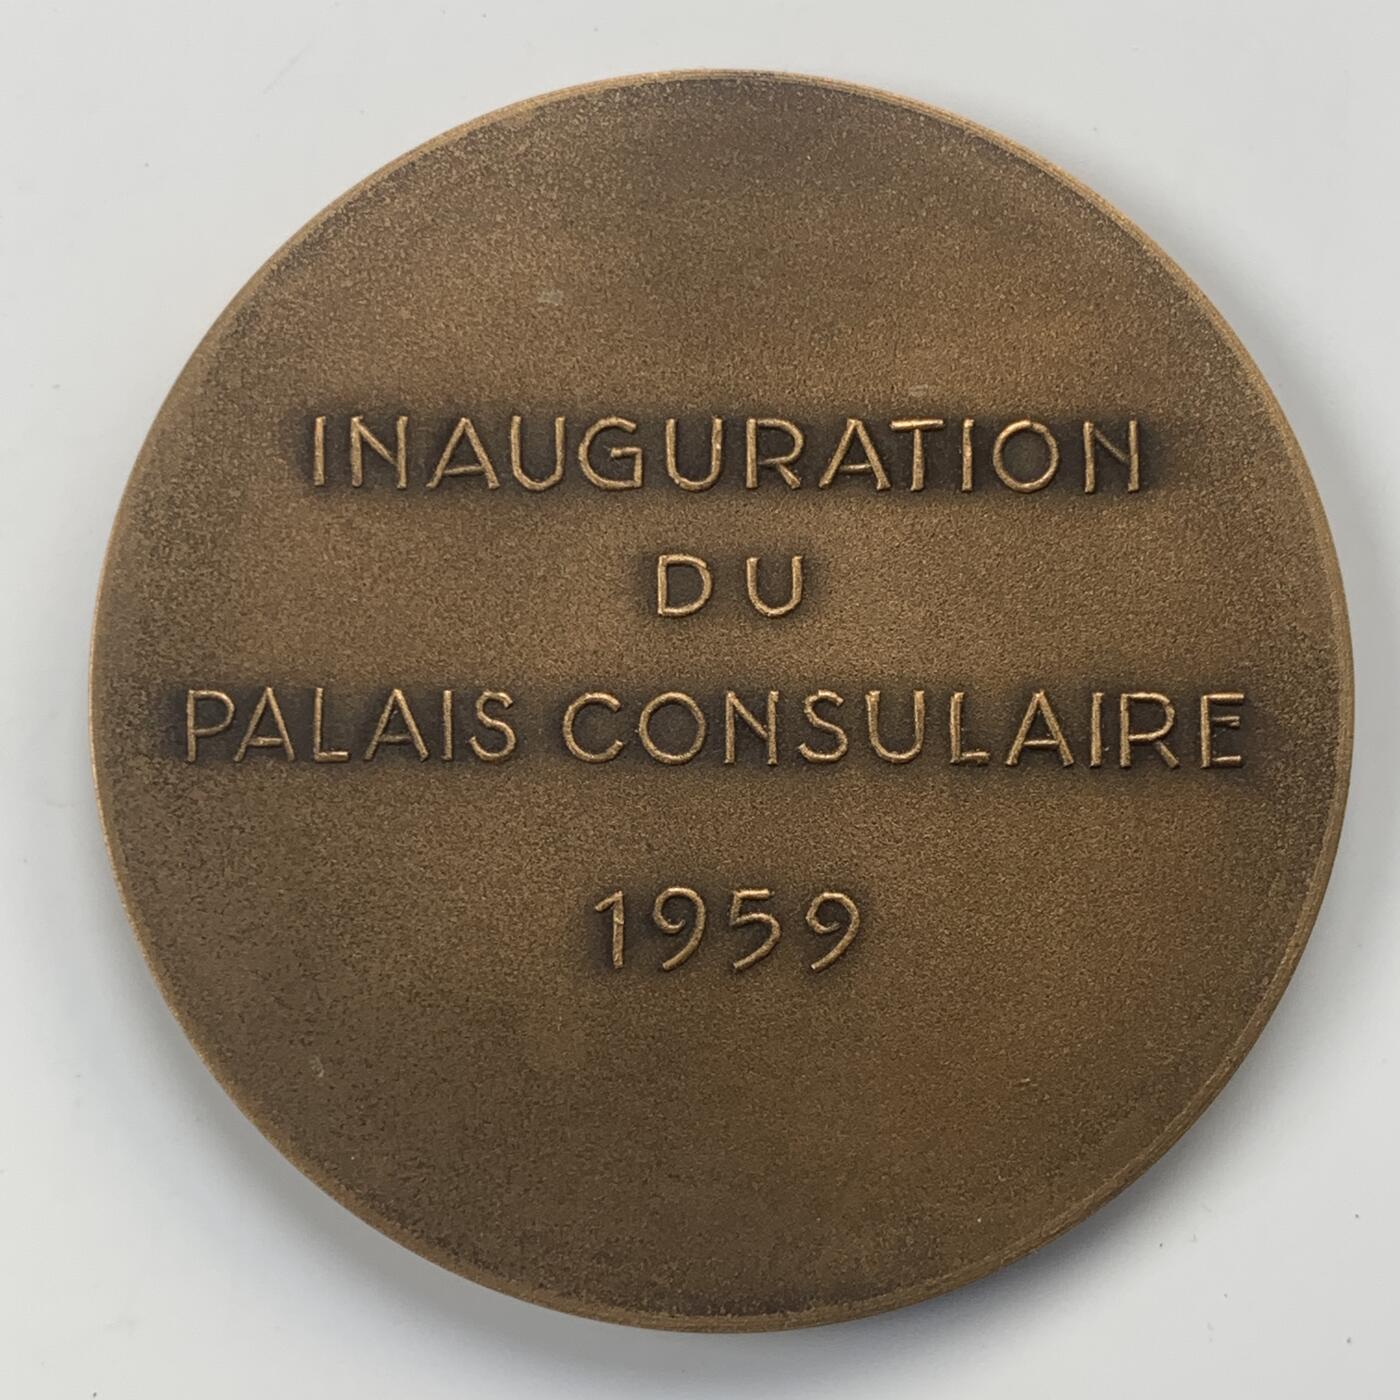 INAUGURATION
DU
PALAIS CONSULAIRE
1959